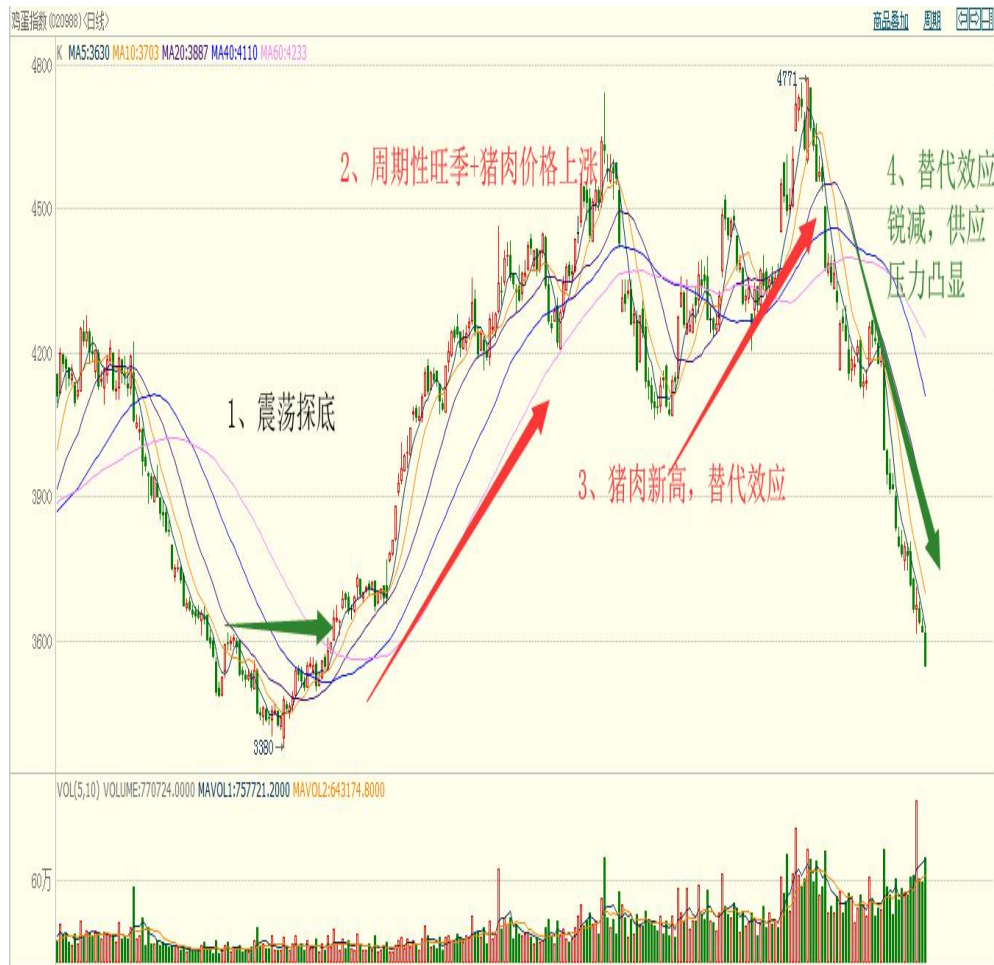 鸡蛋指数 (020988) <日线>
商品叠加 周期
K MA5:3630 MA10:3703 MA20:3887 MA40:4110 MA60:4233
4800
4771
2、周期性旺季+猪肉价格上涨
4、替代效应
锐减，供应
压力凸显
4500
4200
1、震荡探底
3、猪肉新高，替代效应
3900
3600
3380
VOL(5,10) VOLUME:770724.0000 MAVOL1:757721.2000 MAVOL2:643174.8000
60万